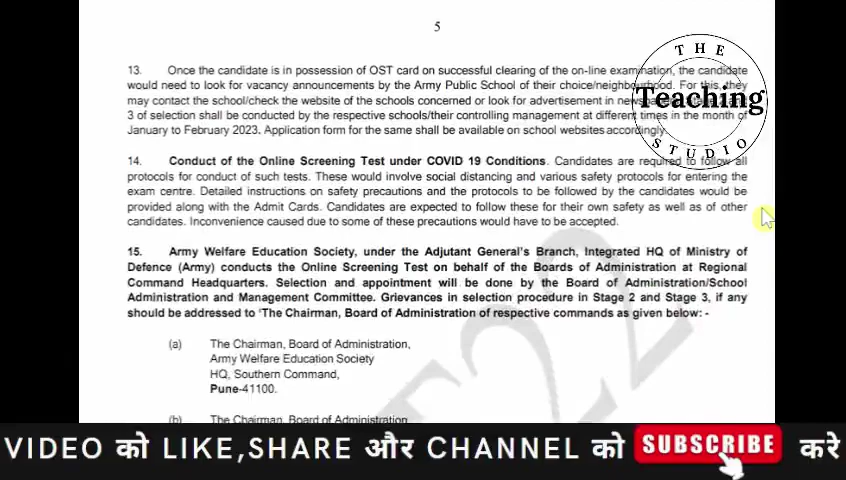 5
13. Once the candidate is in possession of OST card on successful clearing of the on-line examination, the candidate
would need to look for vacancy announcements by the Army Public School of their choice/neighbourhood. For this, they
may contact the school/check the website of the schools concerned or look for advertisement in
3 of selection shall be conducted by the respective schools/their controlling management at different times in the month of
January to February 2023. Application form for the same shall be available on school websites accordingly.
14. Conduct of the Online Screening Test under COVID 19 Conditions. Candidates are required to follow all
protocols for conduct of such tests. These would involve social distancing and various safety protocols for entering the
exam centre. Detailed instructions on safety precautions and the protocols to be followed by the candidates would be
provided along with the Admit Cards. Candidates are expected to follow these for their own safety as well as of other
candidates. Inconvenience caused due to some of these precautions would have to be accepted.
15. Army Welfare Education Society, under the Adjutant General's Branch, Integrated HQ of Ministry of
Defence (Army) conducts the Online Screening Test on behalf of the Boards of Administration at Regional
Command Headquarters. Selection and appointment will be done by the Board of Administration/School
Administration and Management Committee. Grievances in selection procedure in Stage 2 and Stage 3, if any
should be addressed to 'The Chairman, Board of Administration of respective commands as given below: -
(a) The Chairman, Board of Administration,
Army Welfare Education Society
HQ, Southern Command,
Pune-41100.
(b) The Chairman, Board of Administration
THE
Teaching
STUDIO
VIDEO को LIKE,SHARE और CHANNEL को SUBSCRIBE करे